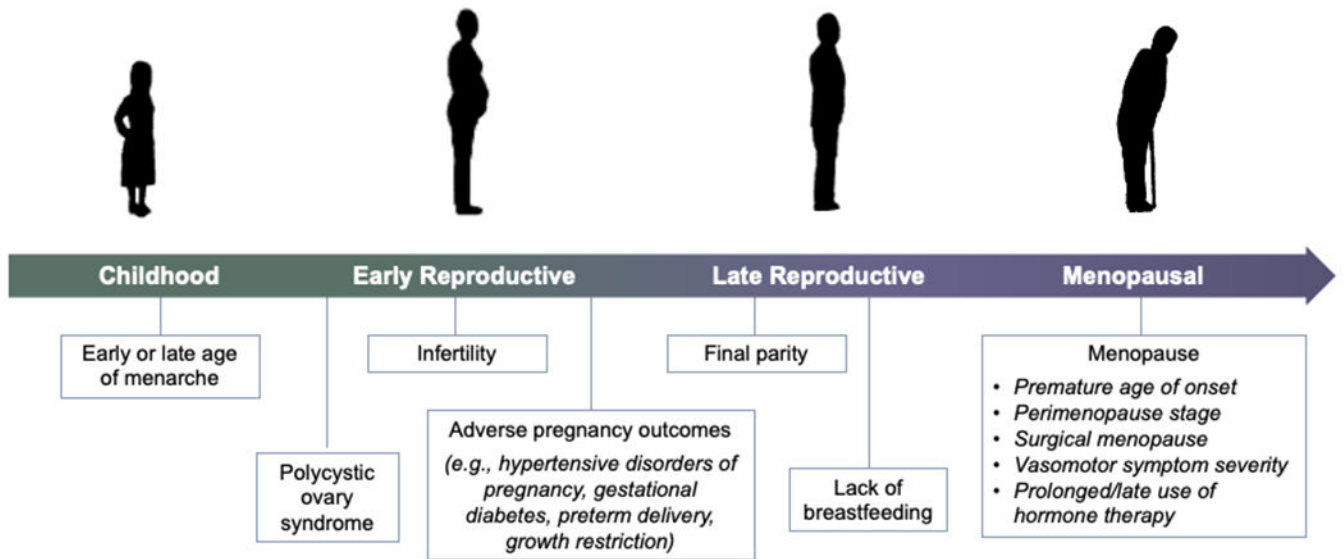 Childhood
Early Reproductive
Late Reproductive
Menopausal
Early or late age
of menarche
Polycystic
ovary
syndrome
Infertility
Adverse pregnancy outcomes
(e.g., hypertensive disorders of
pregnancy, gestational
diabetes, preterm delivery,
growth restriction)
Final parity
Lack of
breastfeeding
Menopause
• Premature age of onset
• Perimenopause stage
• Surgical menopause
• Vasomotor symptom severity
• Prolonged/late use of
hormone therapy